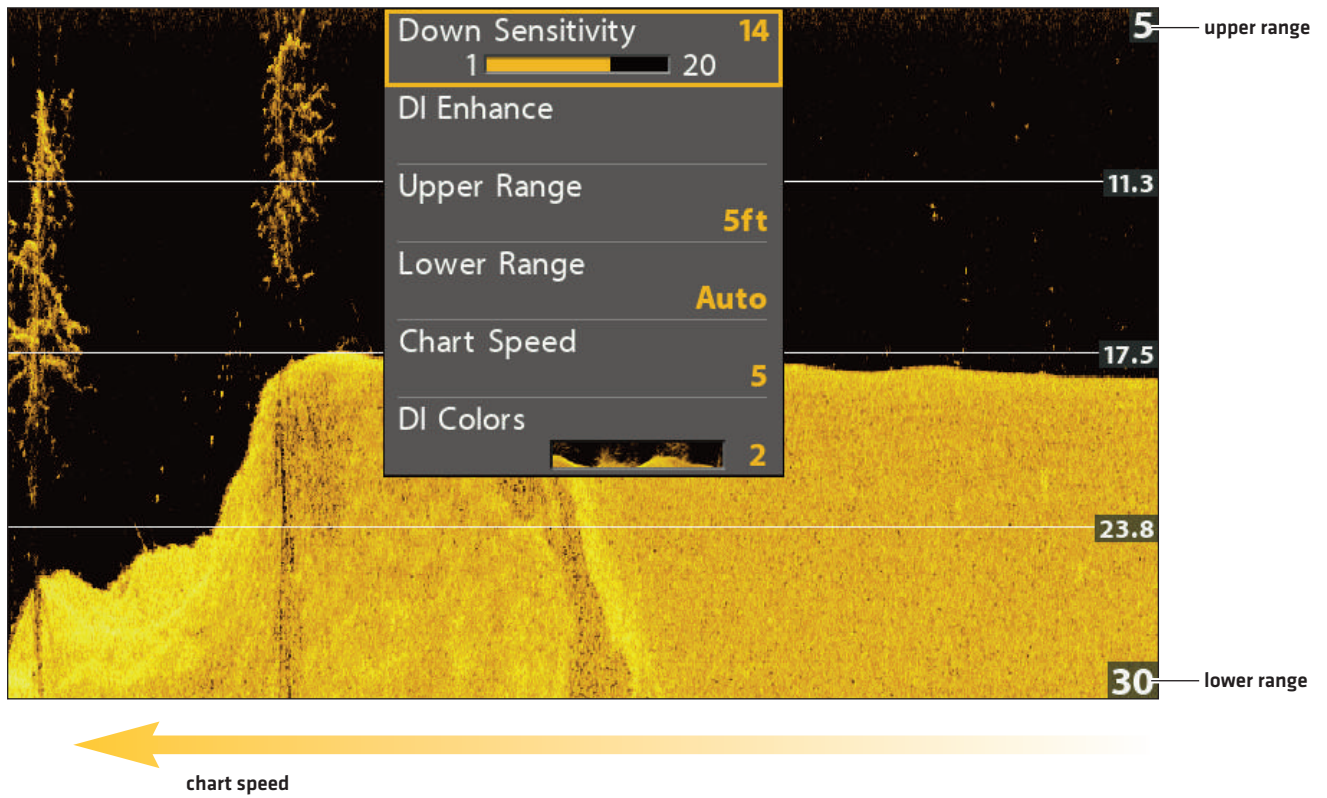 Down Sensitivity 14
1 20
DI Enhance
Upper Range
5ft
Lower Range
Auto
Chart Speed
5
DI Colors
2
5
upper range
11.3
17.5
23.8
30
lower range
chart speed